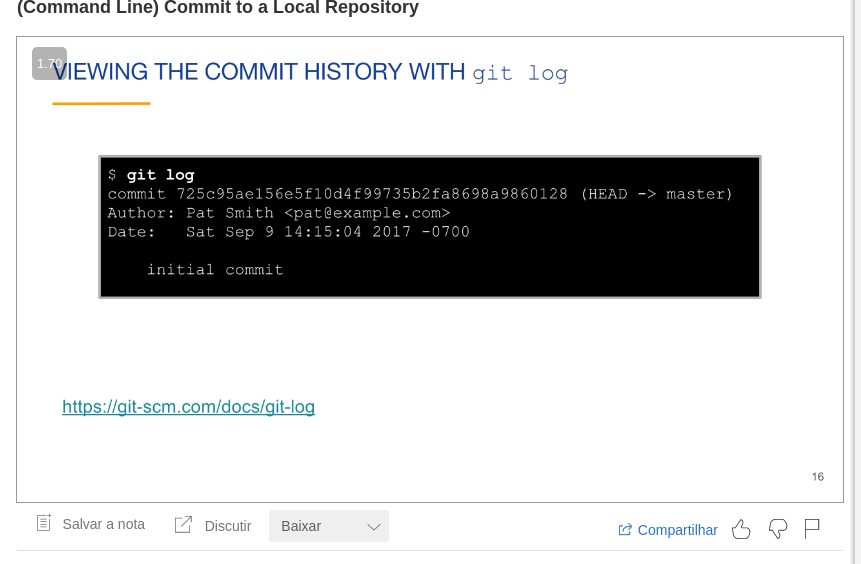 (Command Line) Commit to a Local Repository
1.70
VIEWING THE COMMIT HISTORY WITH git log
$ git log
commit 725c95ae156e5f10d4f99735b2fa8698a9860128 (HEAD -> master)
Author: Pat Smith <pat@example.com>
Date:   Sat Sep 9 14:15:04 2017 -0700
initial commit
https://git-scm.com/docs/git-log
16
Salvar a nota
Discutir
Baixar
Compartilhar